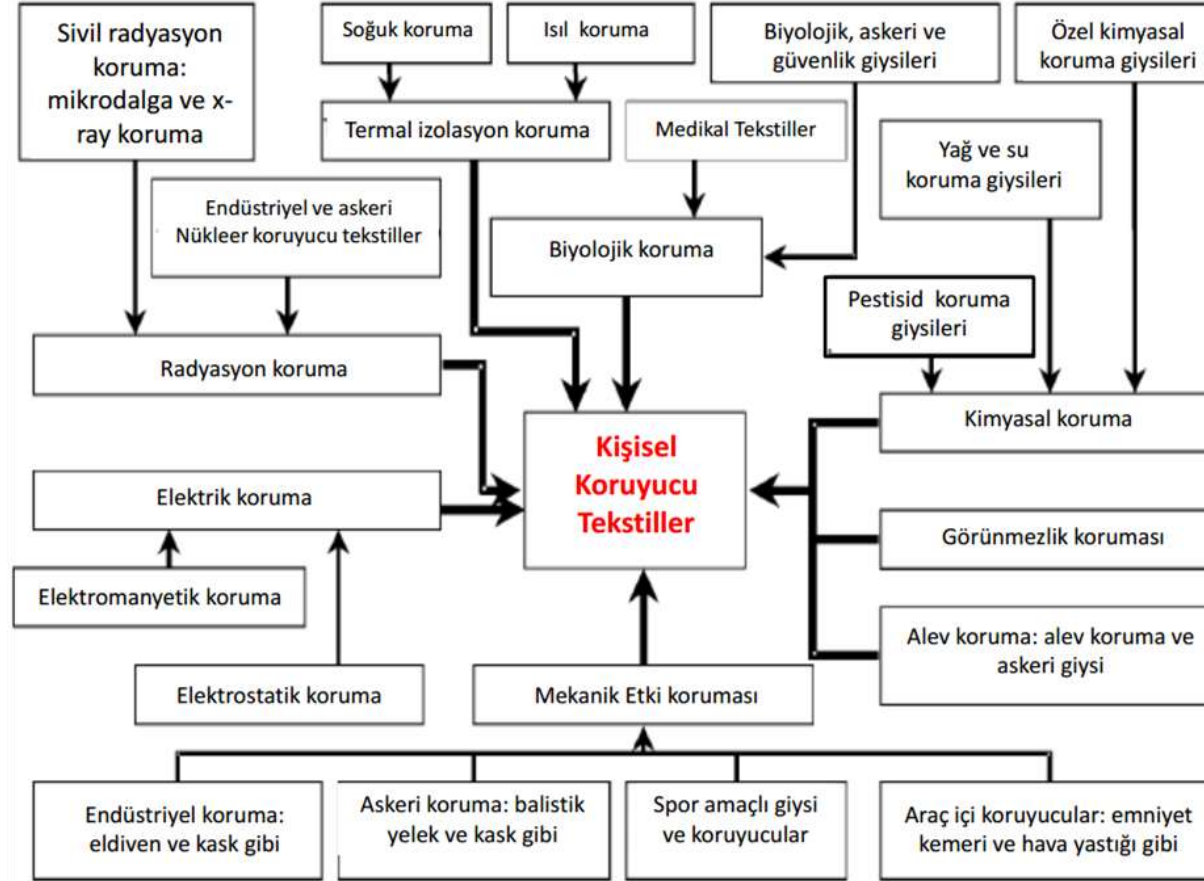 Sivil radyasyon
koruma:
mikrodalga ve x-
ray koruma
Soğuk koruma
Isıl koruma
Biyolojik, askeri ve
güvenlik giysileri
Özel kimyasal
koruma giysileri
Termal izolasyon koruma
Medikal Tekstiller
Yağ ve su
koruma giysileri
Endüstriyel ve askeri
Nükleer koruyucu tekstiller
Biyolojik koruma
Pestisid koruma
giysileri
Radyasyon koruma
Kimyasal koruma
Kişisel
Koruyucu
Tekstiller
Elektrik koruma
Görünmezlik koruması
Elektromanyetik koruma
Alev koruma: alev koruma ve
askeri giysi
Elektrostatik koruma
Mekanik Etki koruması
Endüstriyel koruma:
eldiven ve kask gibi
Askeri koruma: balistik
yelek ve kask gibi
Spor amaçlı giysi
ve koruyucular
Araç içi koruyucular: emniyet
kemeri ve hava yastığı gibi